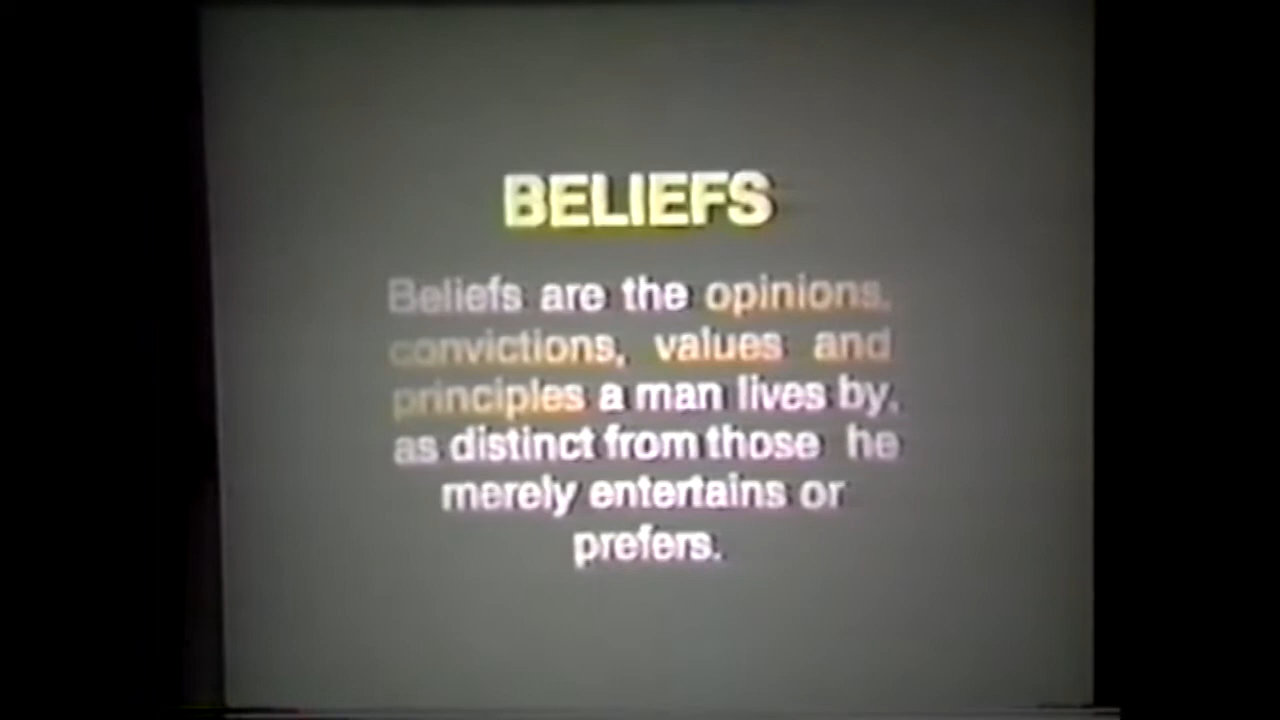 BELIEFS
Beliefs are the opinions,
convictions, values and
principles a man lives by,
as distinct from those he
merely entertains or
prefers.